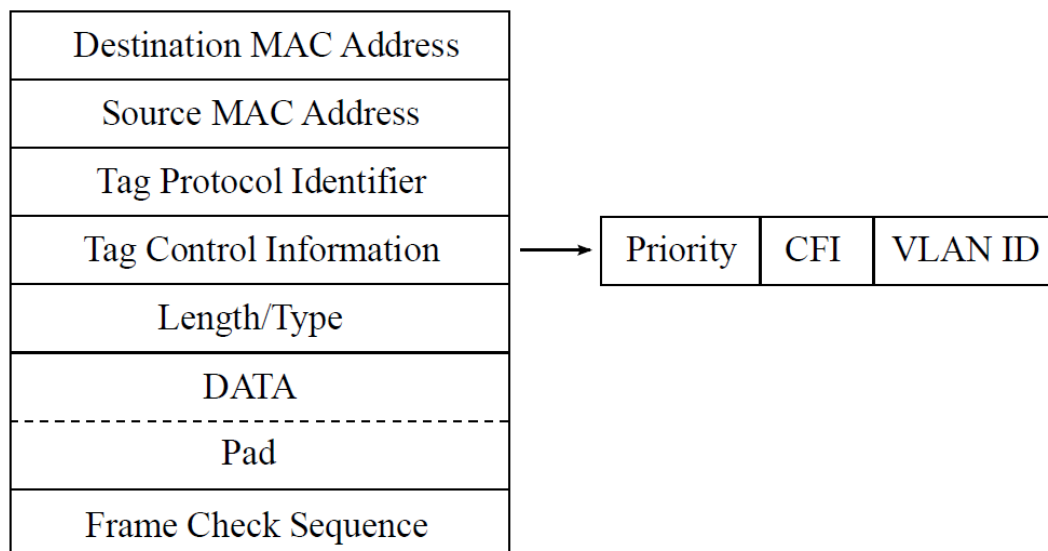 Destination MAC Address
Source MAC Address
Tag Protocol Identifier
Tag Control Information
Priority
CFI
VLAN ID
Length/Type
DATA
Pad
Frame Check Sequence